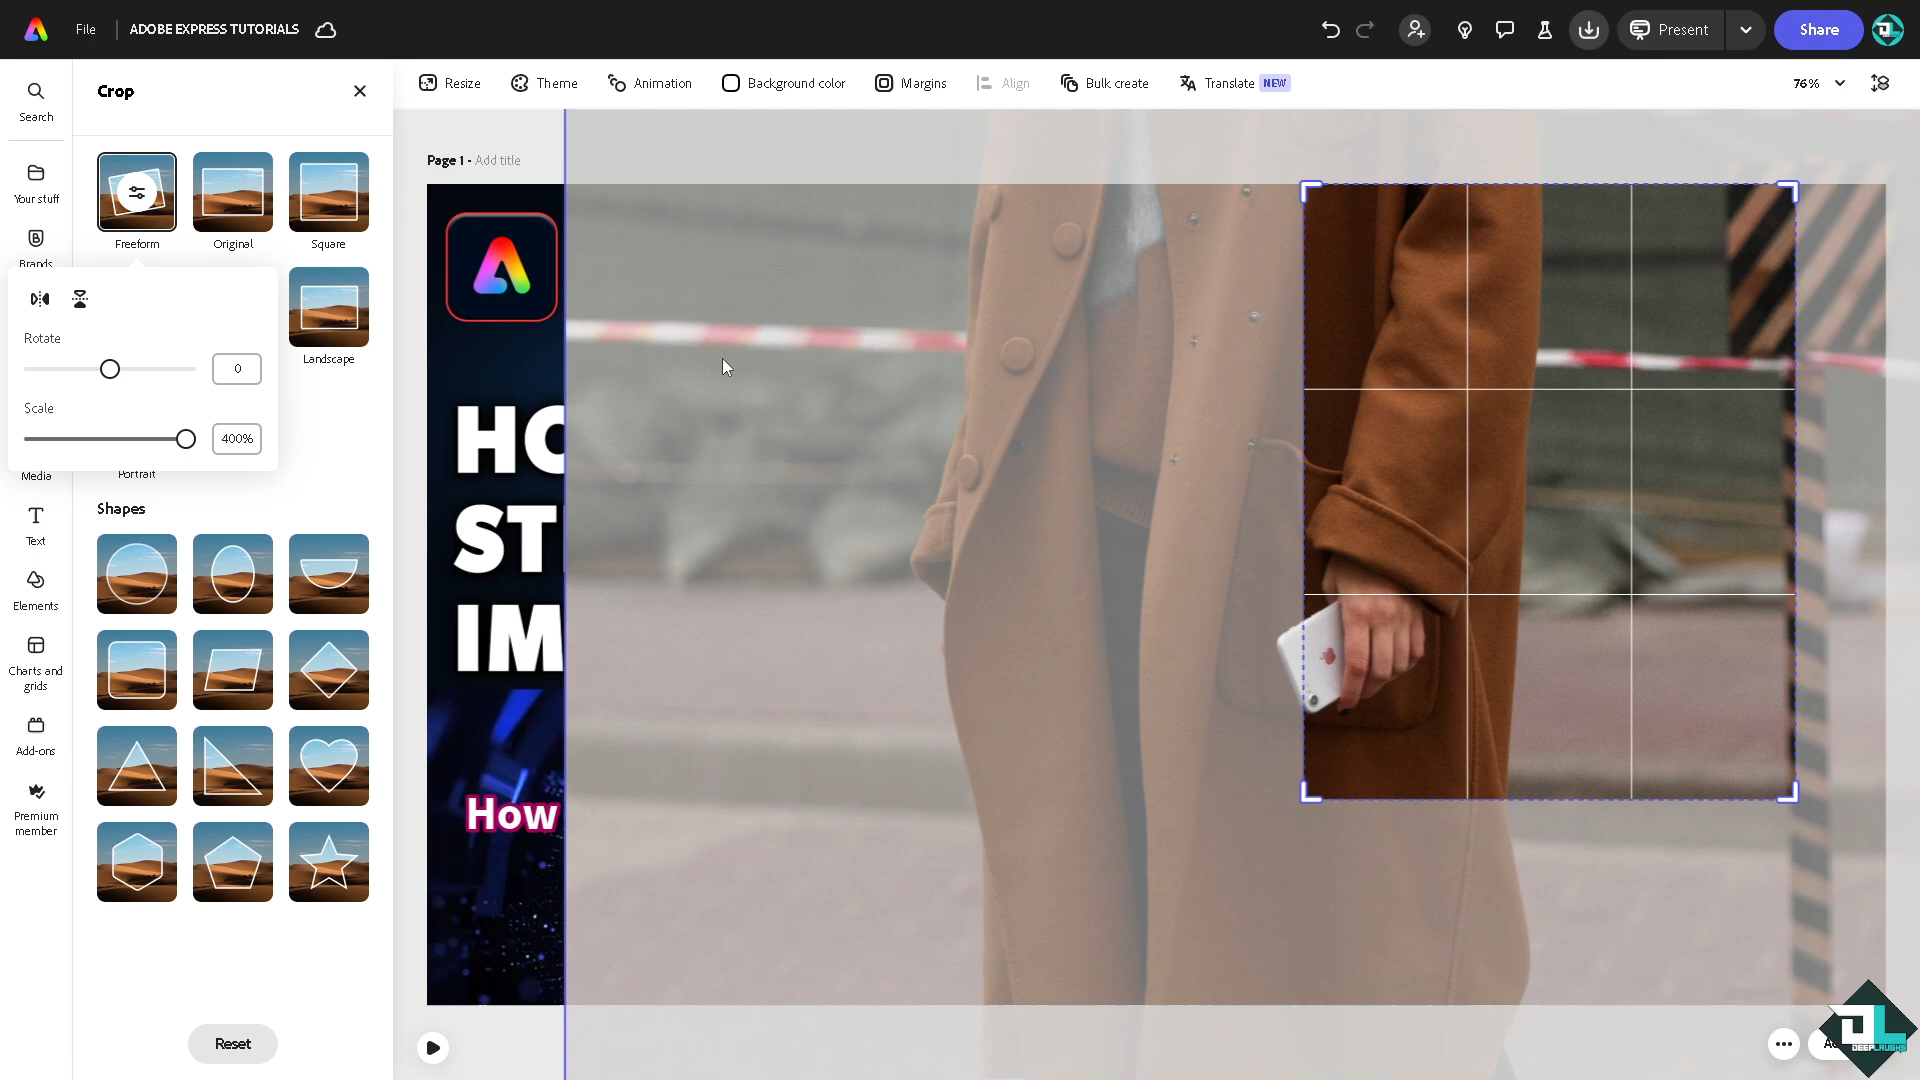 File
ADOBE EXPRESS TUTORIALS
Present
Share
Search
Your stuff
Brands
Media
Text
Elements
Charts and
grids
Add-ons
Premium
member
Crop
Freeform
Original
Square
Landscape
Portrait
Rotate
0
Scale
400%
Shapes
Reset
Resize
Theme
Animation
Background color
Margins
Align
Bulk create
Translate NEW
76%
Page 1 - Add title
HO
ST
IM
How
DEEPLAUGHS